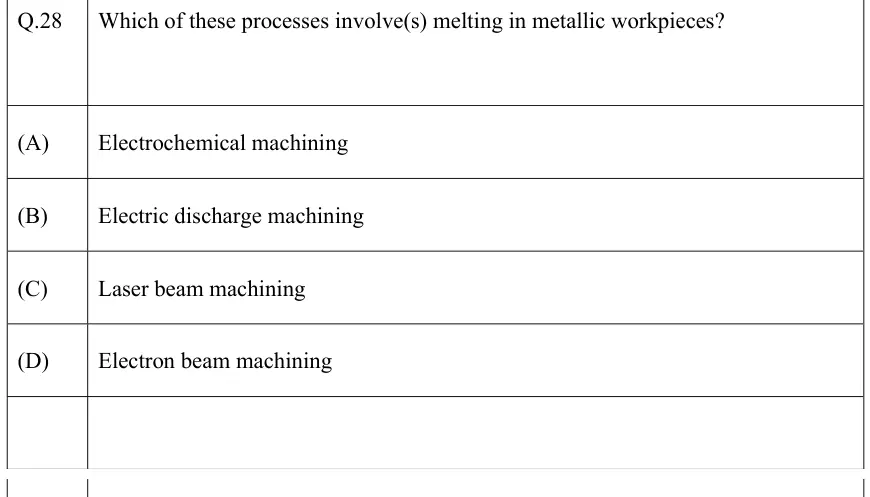 Q.28 Which of these processes involve(s) melting in metallic workpieces?
(A) Electrochemical machining
(B) Electric discharge machining
(C) Laser beam machining
(D) Electron beam machining